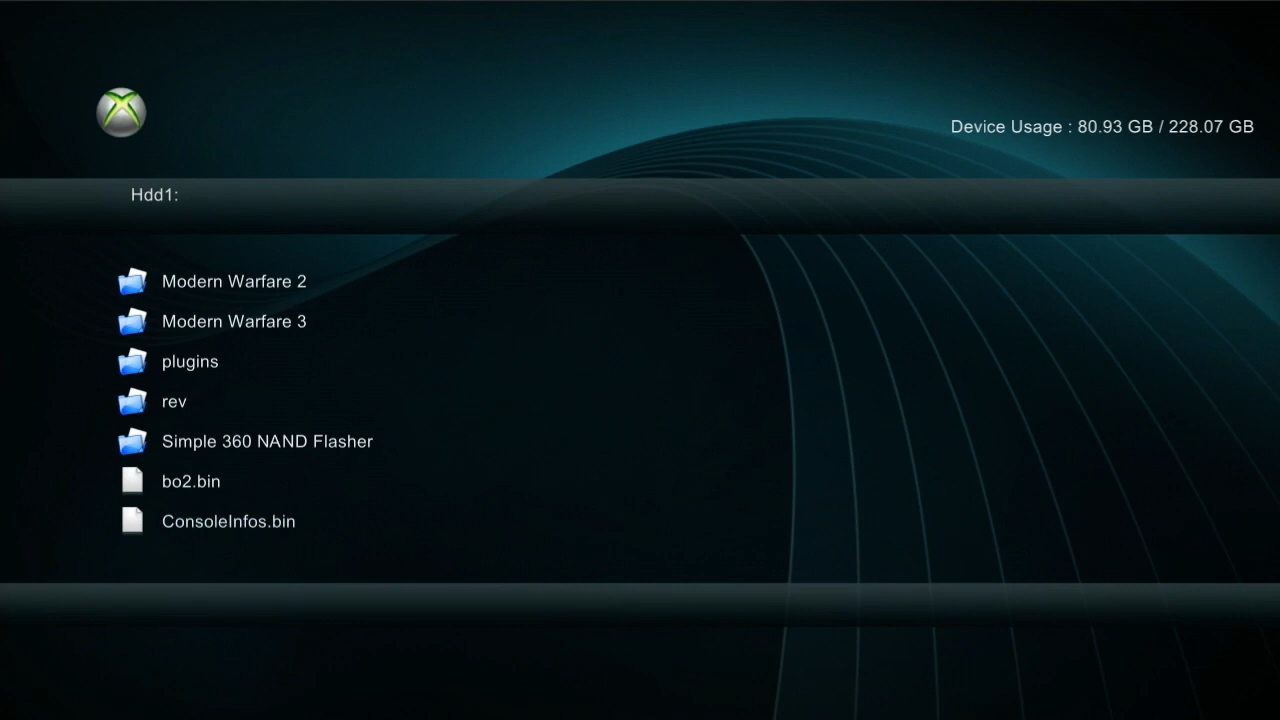 Device Usage : 80.93 GB / 228.07 GB
Hdd1:
Modern Warfare 2
Modern Warfare 3
plugins
rev
Simple 360 NAND Flasher
bo2.bin
ConsoleInfos.bin